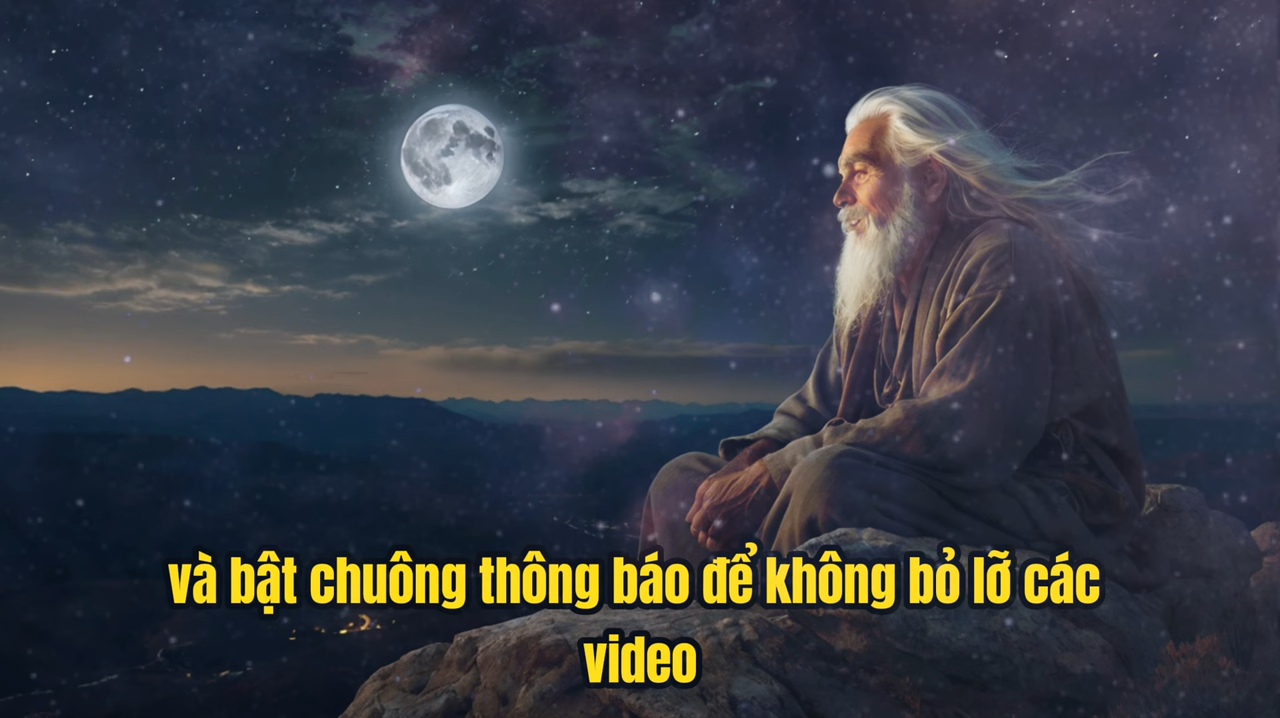 và bật chuông thông báo để không bỏ lỡ các
video